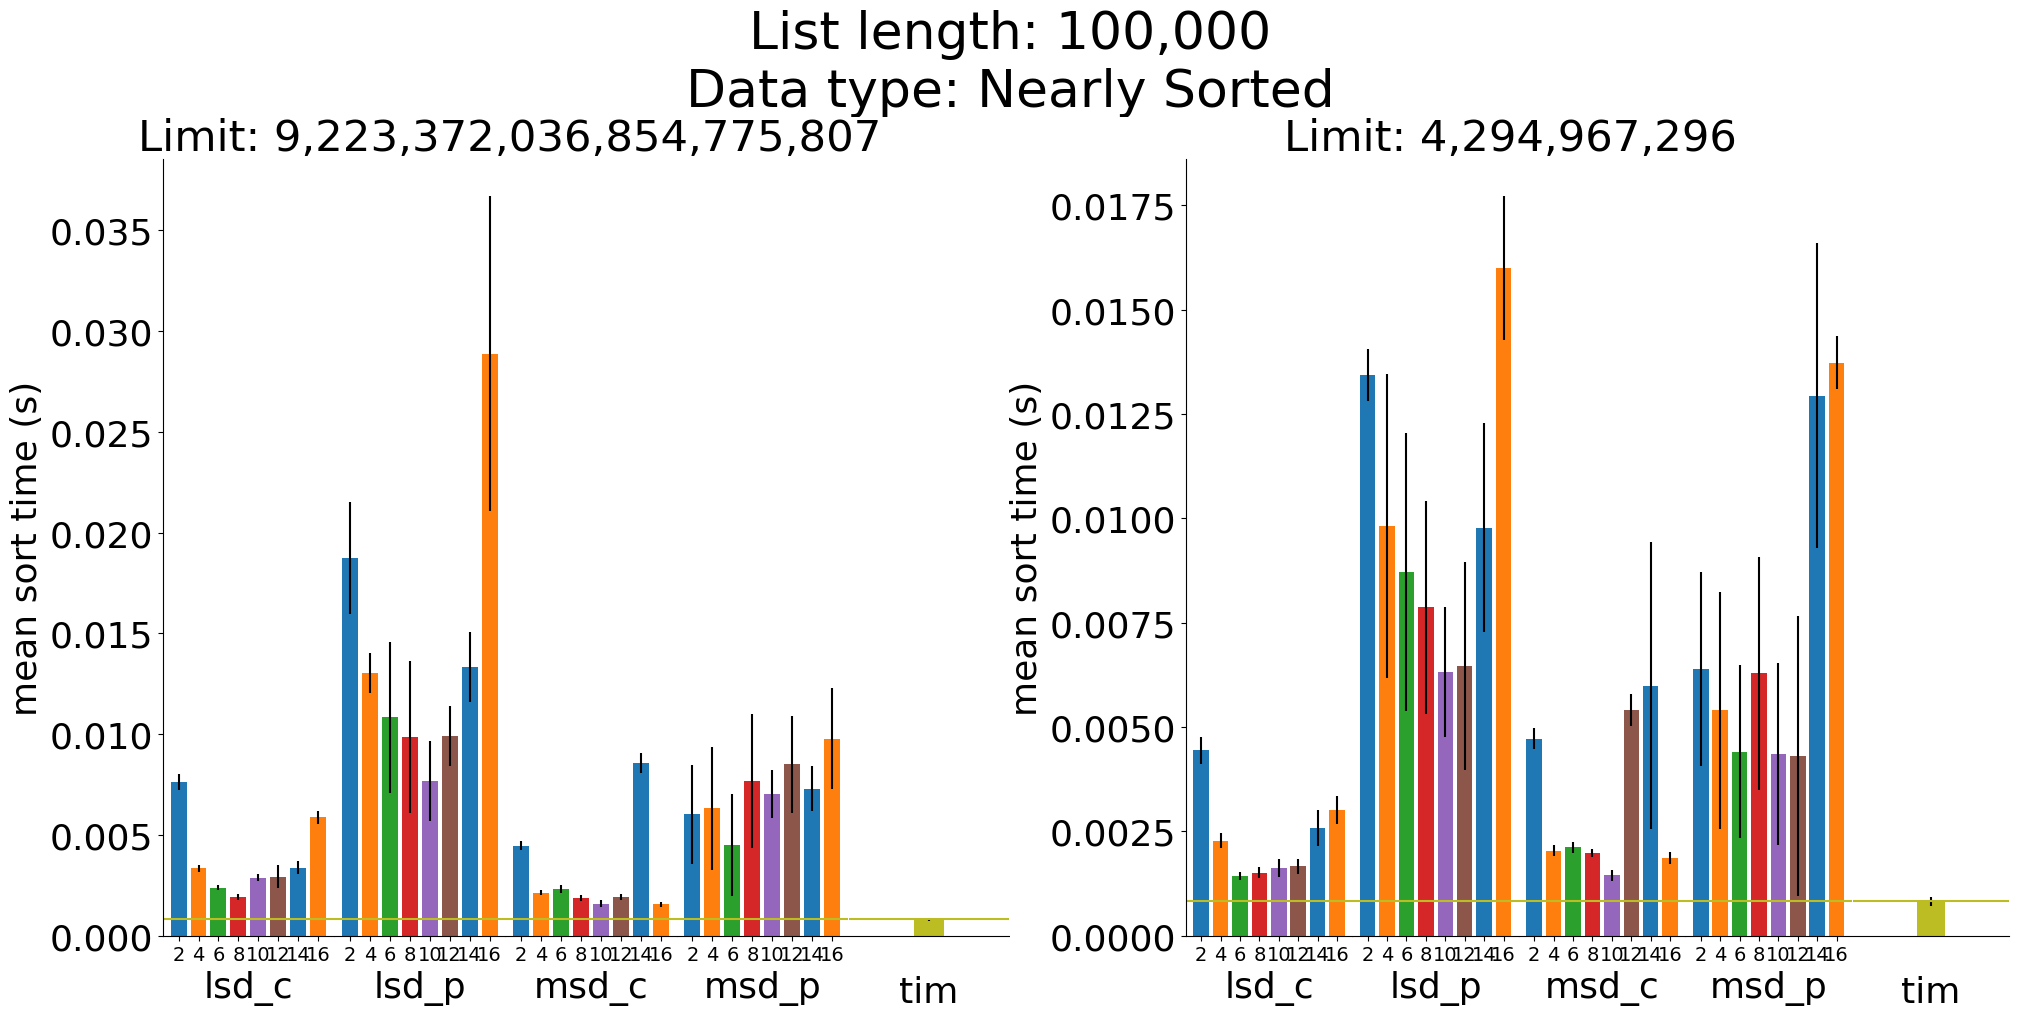 List length: 100,000
Data type: Nearly Sorted
Limit: 9,223,372,036,854,775,807
mean sort time (s)
0.035
0.030
0.025
0.020
0.015
0.010
0.005
0.000
2 4 6 8 10 12 14 16 2 4 6 8 10 12 14 16 2 4 6 8 10 12 14 16 2 4 6 8 10 12 14 16
lsd_c lsd_p msd_c msd_p tim
Limit: 4,294,967,296
mean sort time (s)
0.0175
0.0150
0.0125
0.0100
0.0075
0.0050
0.0025
0.0000
2 4 6 8 10 12 14 16 2 4 6 8 10 12 14 16 2 4 6 8 10 12 14 16 2 4 6 8 10 12 14 16
lsd_c lsd_p msd_c msd_p tim